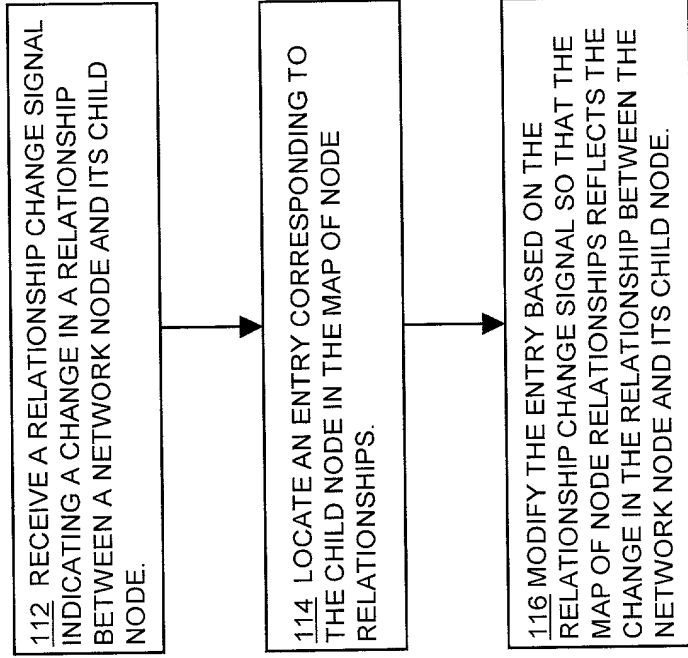 112 RECEIVE A RELATIONSHIP CHANGE SIGNAL
INDICATING A CHANGE IN A RELATIONSHIP
BETWEEN A NETWORK NODE AND ITS CHILD
NODE.
114 LOCATE AN ENTRY CORRESPONDING TO
THE CHILD NODE IN THE MAP OF NODE
RELATIONSHIPS.
116 MODIFY THE ENTRY BASED ON THE
RELATIONSHIP CHANGE SIGNAL SO THAT THE
MAP OF NODE RELATIONSHIPS REFLECTS THE
CHANGE IN THE RELATIONSHIP BETWEEN THE
NETWORK NODE AND ITS CHILD NODE.